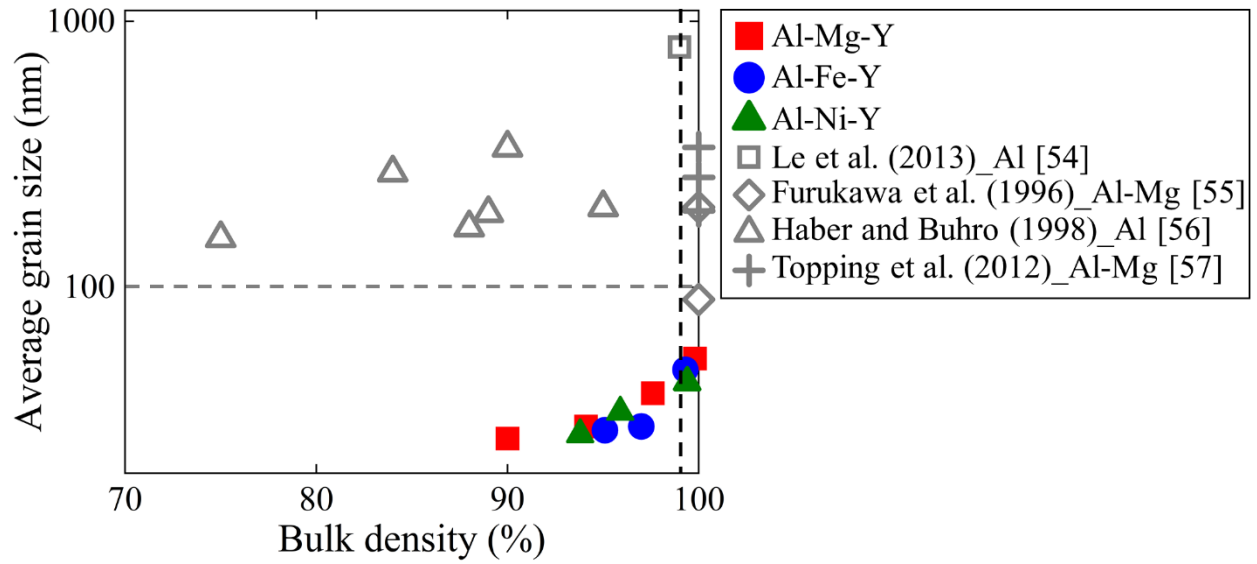 1000
100
Average grain size (nm)
70
80
90
100
Bulk density (%)
Al-Mg-Y
Al-Fe-Y
Al-Ni-Y
Le et al. (2013)_Al [54]
Furukawa et al. (1996)_Al-Mg [55]
Haber and Buhro (1998)_Al [56]
Topping et al. (2012)_Al-Mg [57]